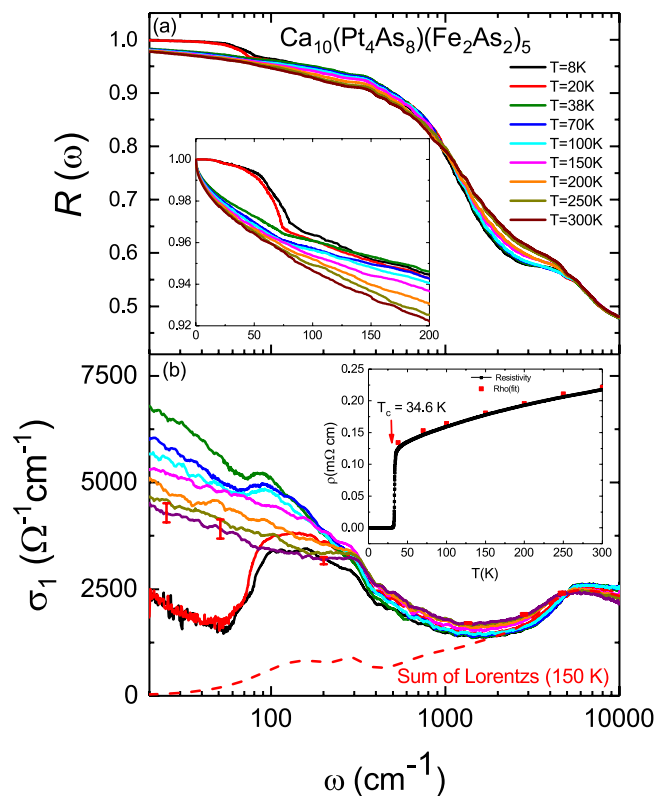 (a)
Ca10(Pt4As8)(Fe2As2)5
T=8K
T=20K
T=38K
T=70K
T=100K
T=150K
T=200K
T=250K
T=300K
1.0
0.9
0.8
0.7
0.6
0.5
R (ω)
1.00
0.98
0.96
0.94
0.92
0 50 100 150 200
(b)
7500
5000
2500
0
σ1 (Ω-1cm-1)
Resistivity
Rho(fit)
Tc = 34.6 K
0.25
0.20
0.15
0.10
0.05
0.00
ρ(mΩ cm)
0 50 100 150 200 250 300
T(K)
Sum of Lorentzs (150 K)
100 1000 10000
ω (cm-1)